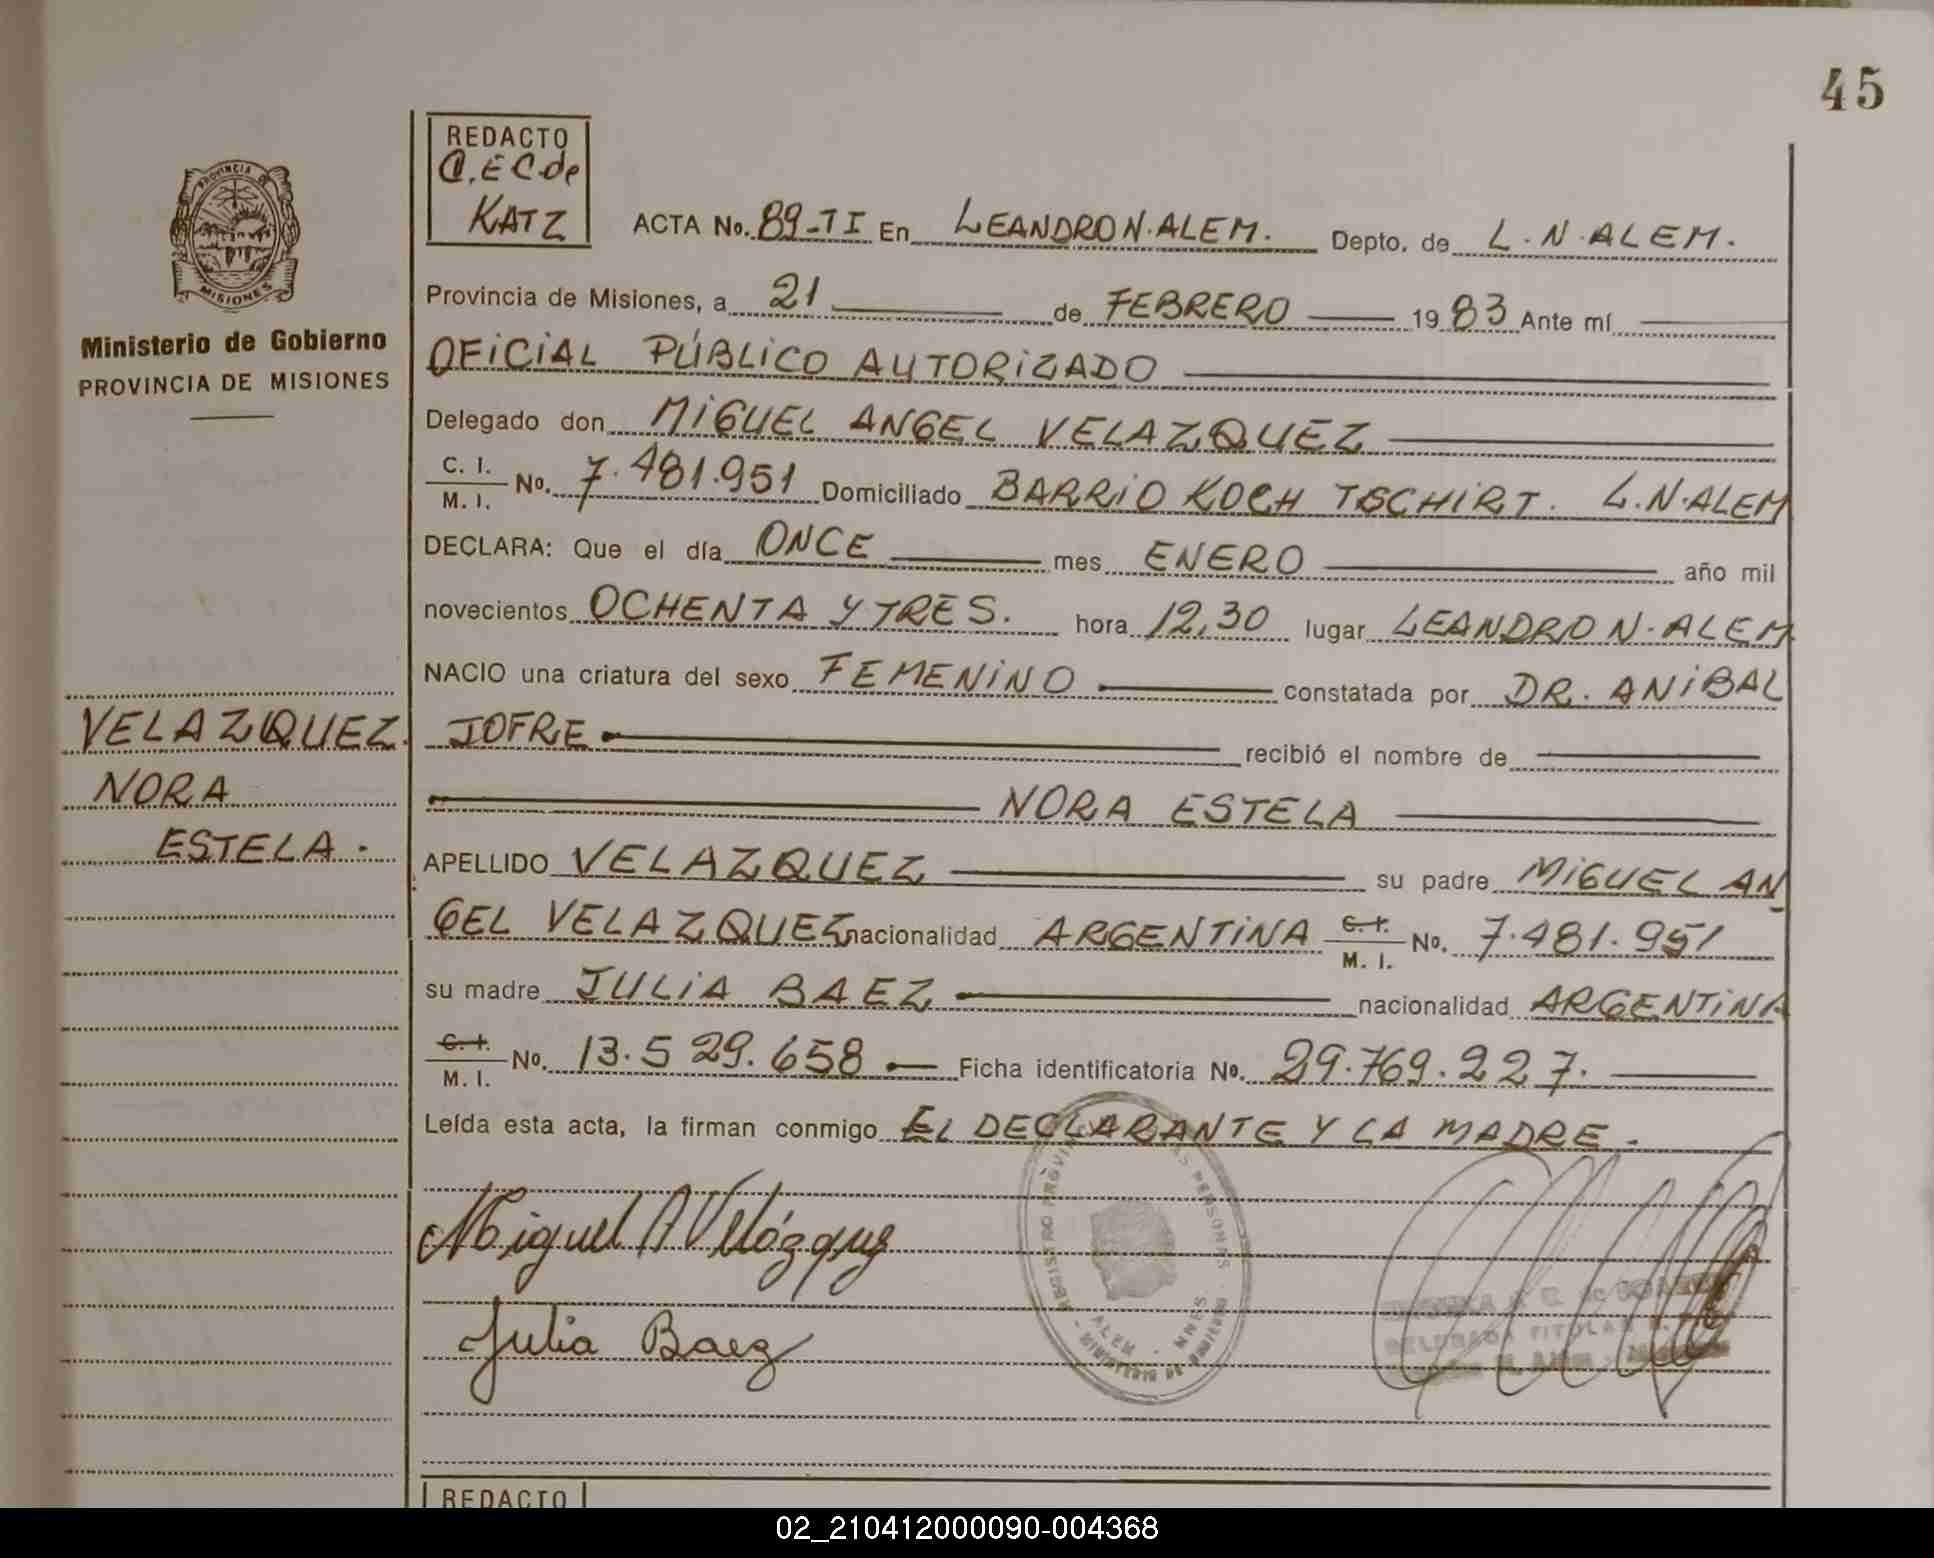 45
REDACTO
C.E C de
KATZ
PROVINCIA DE
MISIONES
Ministerio de Gobierno
PROVINCIA DE MISIONES
ACTA No. 89-TI En LEANDRO N. ALEM. Depto. de L. N. ALEM.
Provincia de Misiones, a 21 de FEBRERO 1983 Ante mí
OFICIAL PÚBLICO AUTORIZADO
Delegado don MIGUEL ANGEL VELAZQUEZ
C. I.
M. I. No. 7.481.951 Domiciliado BARRIO KOCH TSCHIRT. L.N.ALEM
DECLARA: Que el día ONCE mes ENERO año mil
novecientos OCHENTA Y TRES. hora 12,30 lugar LEANDRO N. ALEM
NACIO una criatura del sexo FEMENINO constatada por DR. ANIBAL
JOFRE recibió el nombre de
NORA ESTELA
APELLIDO VELAZQUEZ su padre MIGUEL AN
GEL VELAZQUEZ nacionalidad ARGENTINA C. I.
M. I. No. 7.481.951
su madre JULIA BAEZ nacionalidad ARGENTINA
C. I.
M. I. No. 13.529.658 Ficha identificatoria No. 29.769.227.
Leída esta acta, la firman conmigo EL DECLARANTE Y LA MADRE.
VELAZQUEZ.
NORA
ESTELA.
Miguel A Velázquez
Julia Baez
REDACTO
02_210412000090-004368